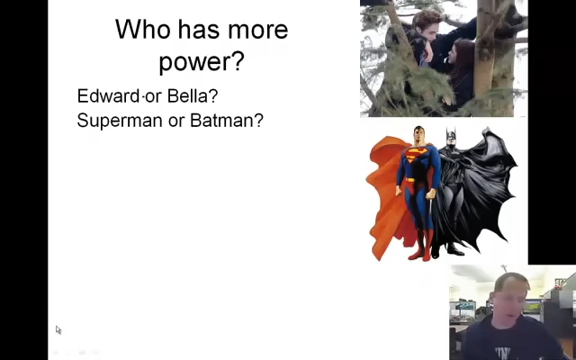 Who has more
power?
Edward or Bella?
Superman or Batman?